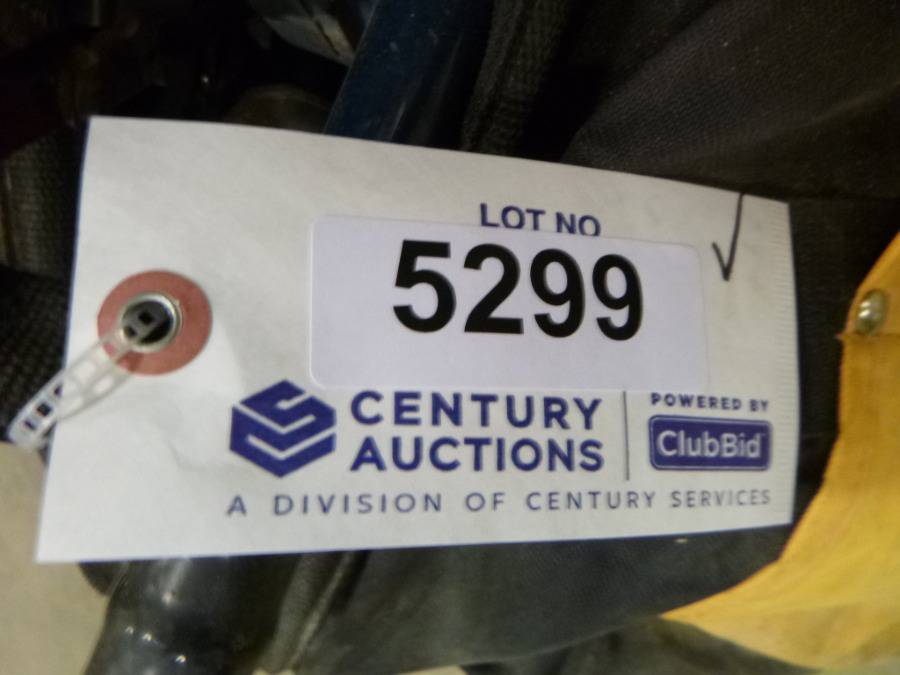 LOT NO
5299
CENTURY
AUCTIONS
POWERED BY
ClubBid
A DIVISION OF CENTURY SERVICES